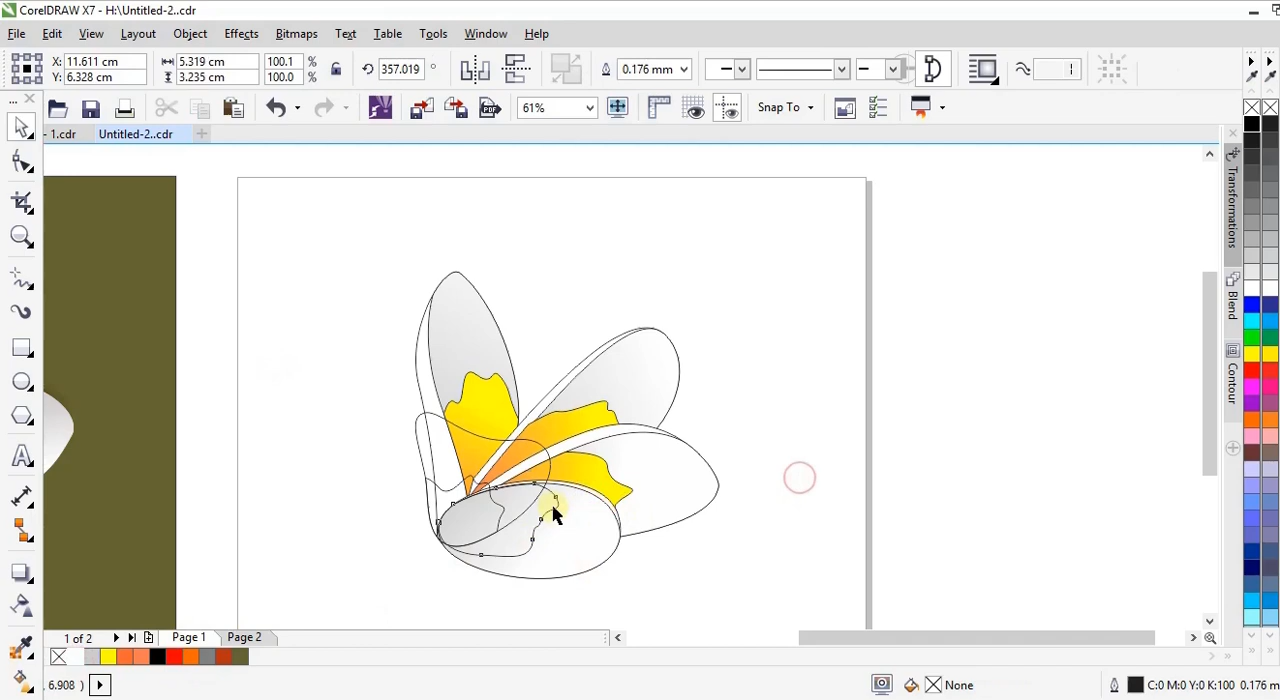 CorelDRAW X7 - H:\Untitled-2..cdr
File Edit View Layout Object Effects Bitmaps Text Table Tools Window Help
X: 11.611 cm 5.319 cm 100.1 % 357.019 ° 0.176 mm
Y: 6.328 cm 3.235 cm 100.0 %
PDF 61% Snap To
- 1.cdr Untitled-2..cdr
Transformations
Blend
Contour
1 of 2 Page 1 Page 2
6.908 ) None C:0 M:0 Y:0 K:100 0.176 m